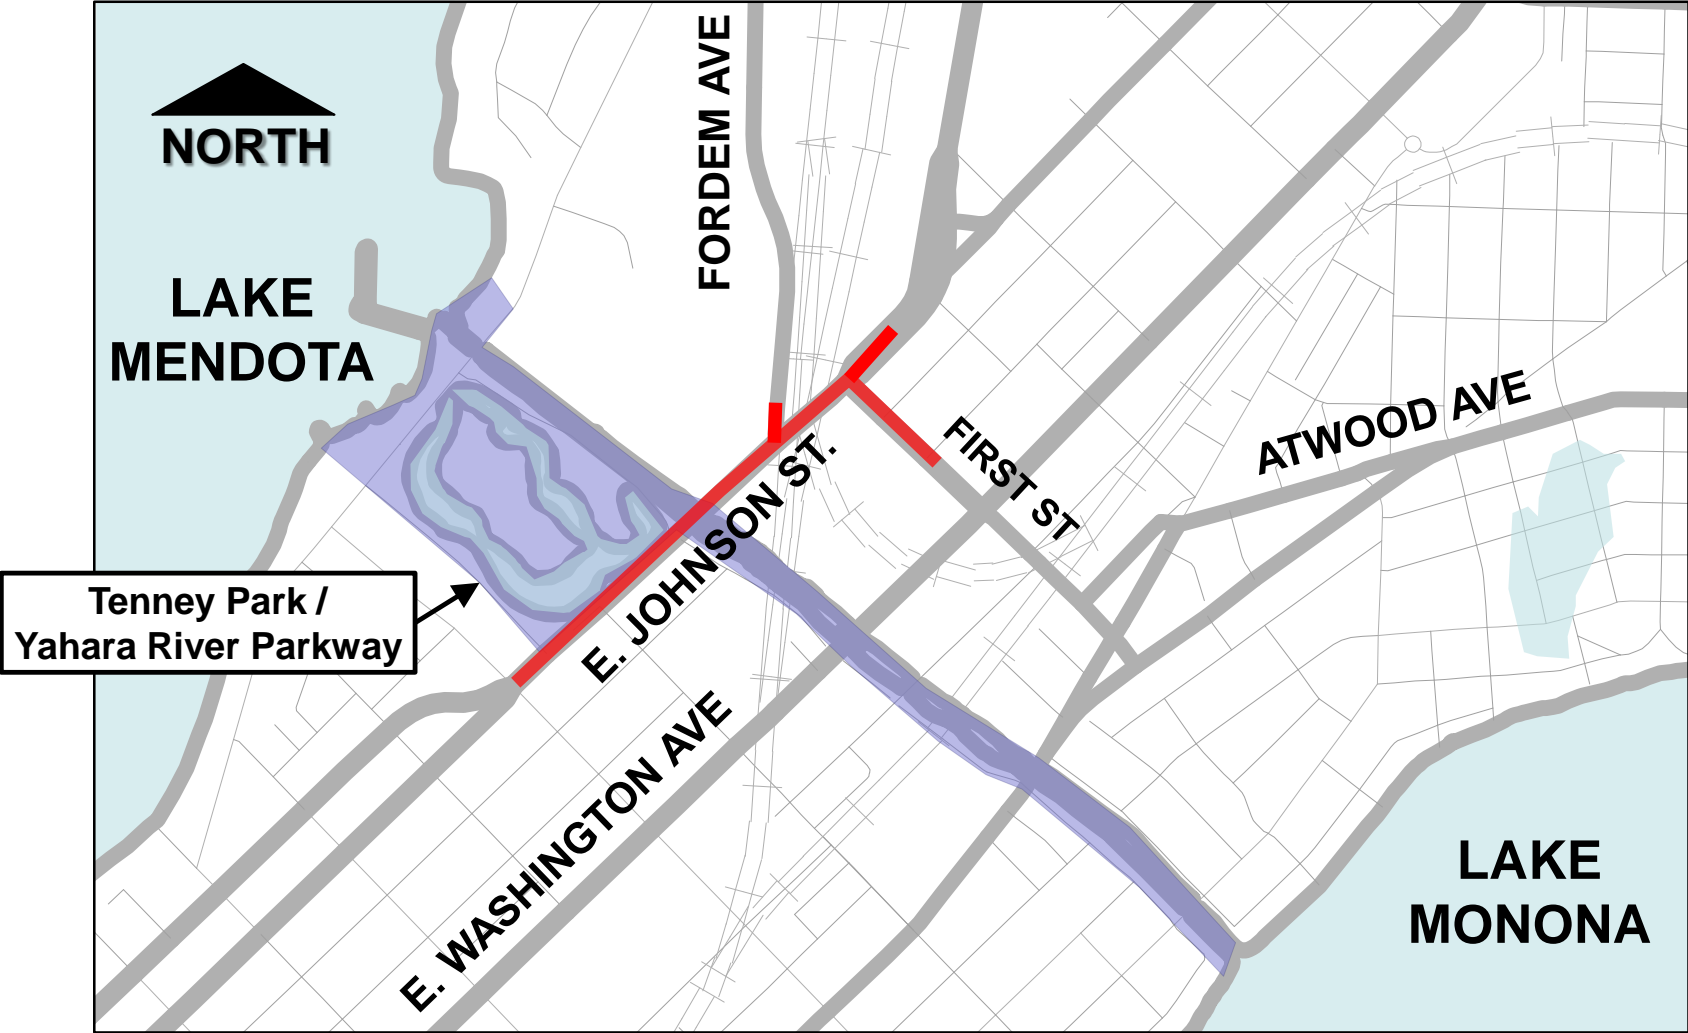 FORDEM AVE
NORTH
LAKE
MENDOTA
ATWOOD AVE
FIRST ST
E. JOHNSON ST.
Tenney Park /
Yahara River Parkway
E. WASHINGTON AVE
LAKE
MONONA